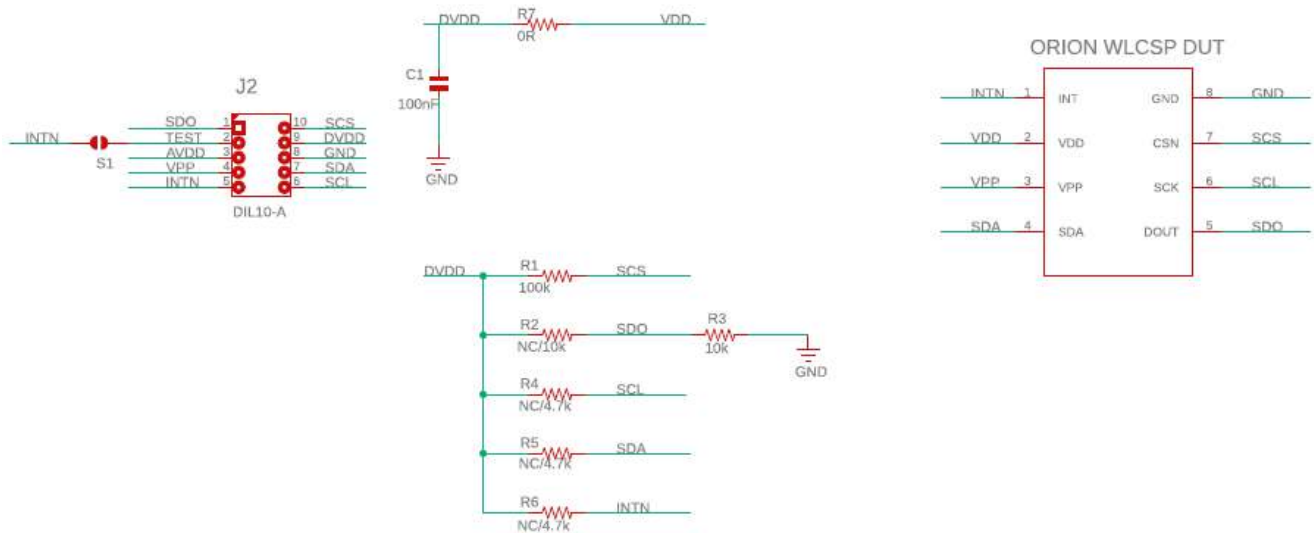 DVDD R7 VDD
0R
C1
100nF
GND
J2
INTN S1
SDO 1 10 SCS
TEST 2 9 DVDD
AVDD 3 8 GND
VPP 4 7 SDA
INTN 5 6 SCL
DIL10-A
ORION WLCSP DUT
INTN 1 INT GND 8 GND
VDD 2 VDD CSN 7 SCS
VPP 3 VPP SCK 6 SCL
SDA 4 SDA DOUT 5 SDO
DVDD R1 SCS
100k
R2 SDO R3
NC/10k 10k
GND
R4 SCL
NC/4.7k
R5 SDA
NC/4.7k
R6 INTN
NC/4.7k